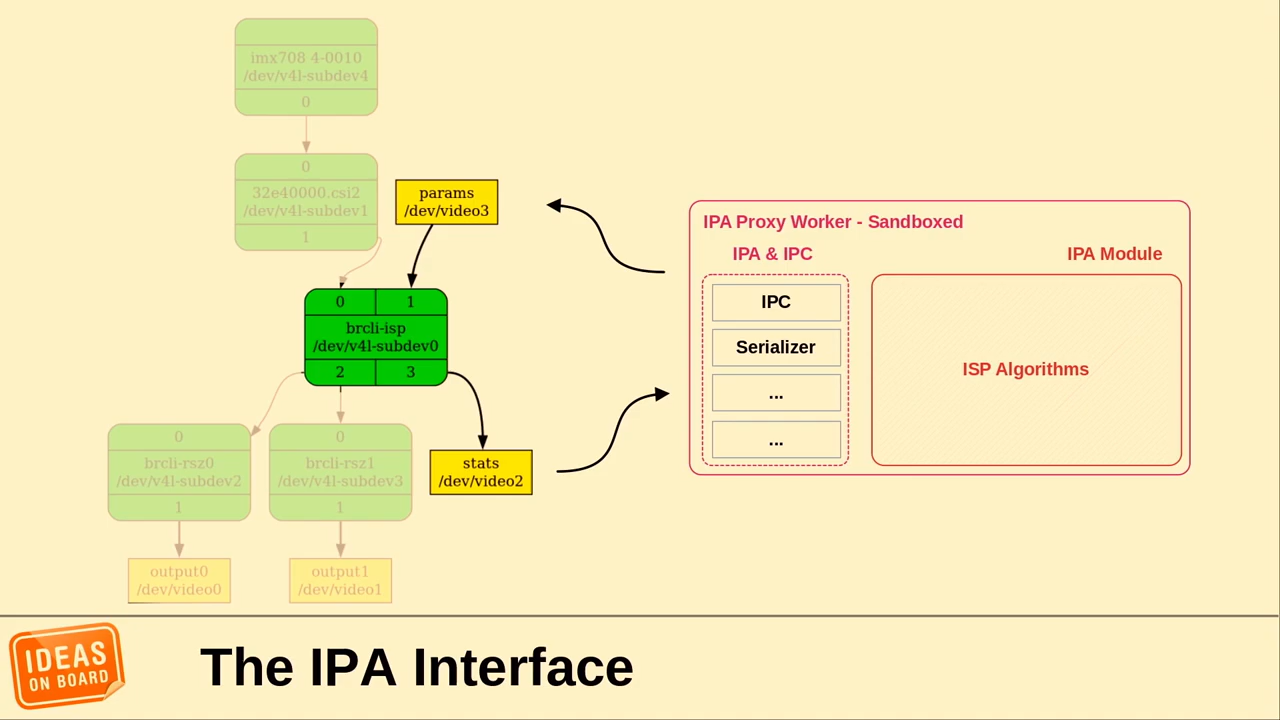 imx708 4-0010
/dev/v4l-subdev4
0
0
32e40000.csi2
/dev/v4l-subdev1
1
params
/dev/video3
0 1
brcli-isp
/dev/v4l-subdev0
2 3
0
brcli-rsz0
/dev/v4l-subdev2
1
0
brcli-rsz1
/dev/v4l-subdev3
1
stats
/dev/video2
output0
/dev/video0
output1
/dev/video1
IPA Proxy Worker - Sandboxed
IPA & IPC
IPC
Serializer
...
...
IPA Module
ISP Algorithms
IDEAS
ON BOARD
The IPA Interface